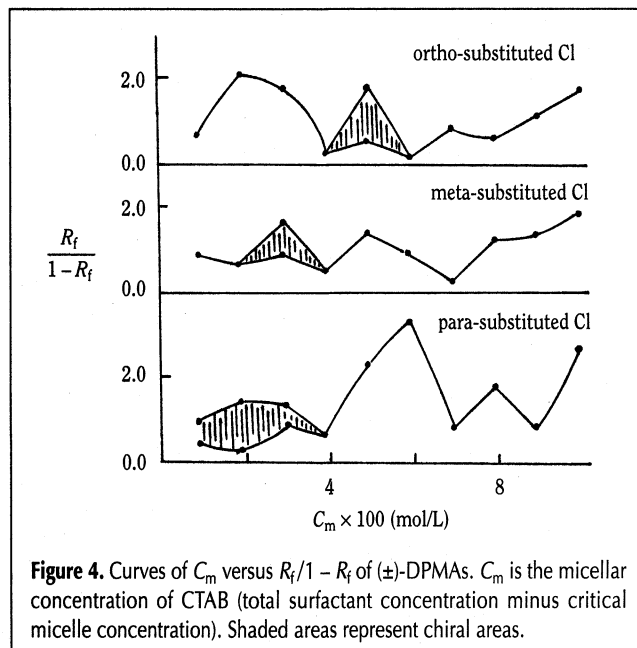 ortho-substituted Cl
2.0
0.0
meta-substituted Cl
2.0
0.0
R_f
1−R_f
para-substituted Cl
2.0
0.0
4 8
C_m × 100 (mol/L)
Figure 4. Curves of C_m versus R_f/1 – R_f of (±)-DPMAs. C_m is the micellar
concentration of CTAB (total surfactant concentration minus critical
micelle concentration). Shaded areas represent chiral areas.